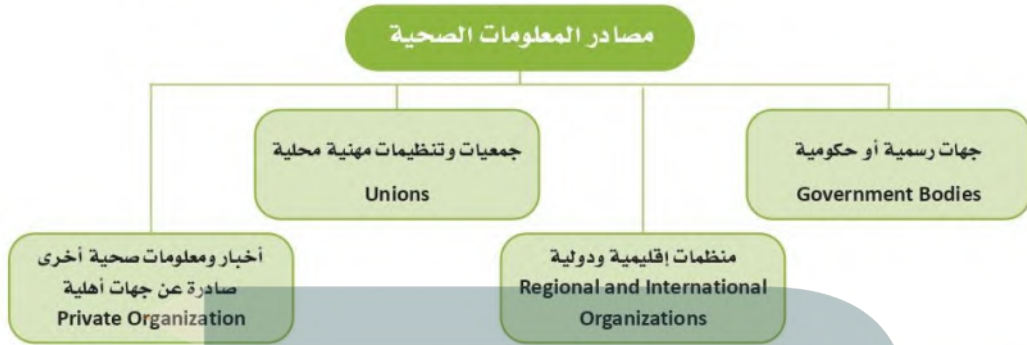 مصادر المعلومات الصحية
جهات رسمية أو حكومية
Government Bodies
جمعيات وتنظيمات مهنية محلية
Unions
منظمات إقليمية ودولية
Regional and International
Organizations
أخبار ومعلومات صحية أخرى
صادرة عن جهات أهلية
Private Organization